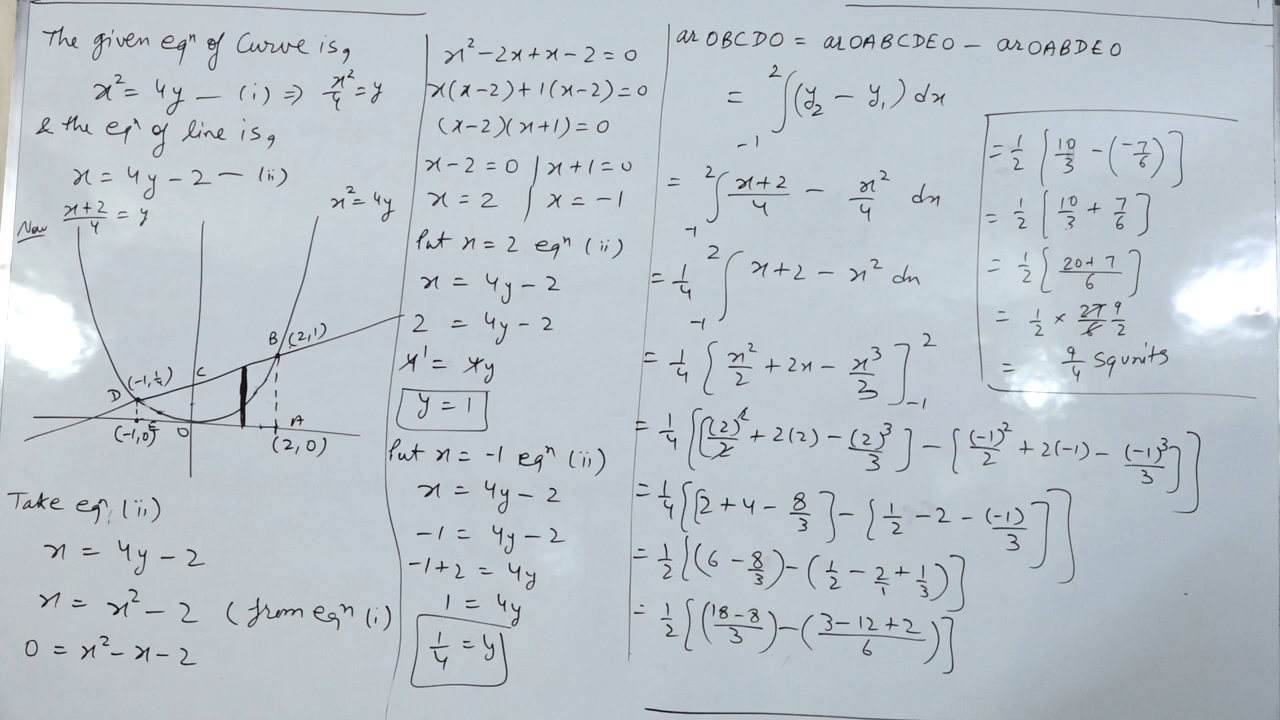 The given eqn of Curve is,
x² = 4y — (i) ⇒ x²/4 = y
& the eqn of line is,
x = 4y − 2 — (ii)
Now x+2/4 = y
x² = 4y
B (2,1)
D (-1,¼) C
(-1,0) E O A (2,0)
Take eqn (ii)
x = 4y − 2
x = x² − 2 (from eqn (i)
0 = x² − x − 2
x² − 2x + x − 2 = 0
x(x−2) + 1(x−2) = 0
(x−2)(x+1) = 0
x − 2 = 0 | x + 1 = 0
x = 2 | x = −1
Put x = 2 eqn (ii)
x = 4y − 2
2 = 4y − 2
4 1 = 4y
y = 1
Put x = −1 eqn (ii)
x = 4y − 2
−1 = 4y − 2
−1+2 = 4y
1 = 4y
1/4 = y
ar OBCDO = ar OABCDEO − ar OABDEO
= ∫₋₁² (y₂ − y₁) dx
= ∫₋₁² x+2/4 − x²/4 dx
= 1/4 ∫₋₁² x+2 − x² dx
= 1/4 [x²/2 + 2x − x³/3]₋₁²
= 1/4 [[(2)²/2 + 2(2) − (2)³/3] − [(-1)²/2 + 2(-1) − (-1)³/3]]
= 1/4 [[2 + 4 − 8/3] − [1/2 − 2 − (-1)/3]]
= 1/2 [(6 − 8/3) − (1/2 − 2/1 + 1/3)]
= 1/2 [(18−8/3) − (3−12+2/6)]
= 1/2 [10/3 − (−7/6)]
= 1/2 [10/3 + 7/6]
= 1/2 [20+7/6]
= 1/2 × 27/6 9/2
= 9/4 Sq units